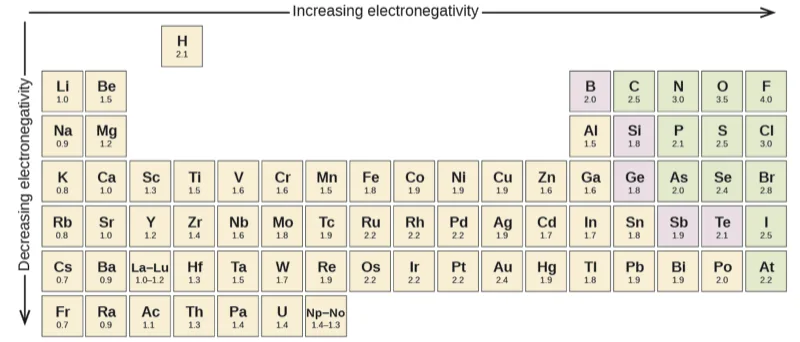 Increasing electronegativity
Decreasing electronegativity
H
2.1
Li Be B C N O F
1.0 1.5 2.0 2.5 3.0 3.5 4.0
Na Mg Al Si P S Cl
0.9 1.2 1.5 1.8 2.1 2.5 3.0
K Ca Sc Ti V Cr Mn Fe Co Ni Cu Zn Ga Ge As Se Br
0.8 1.0 1.3 1.5 1.6 1.6 1.5 1.8 1.9 1.9 1.9 1.6 1.6 1.8 2.0 2.4 2.8
Rb Sr Y Zr Nb Mo Tc Ru Rh Pd Ag Cd In Sn Sb Te I
0.8 1.0 1.2 1.4 1.6 1.8 1.9 2.2 2.2 2.2 1.9 1.7 1.7 1.8 1.9 2.1 2.5
Cs Ba La–Lu Hf Ta W Re Os Ir Pt Au Hg Tl Pb Bi Po At
0.7 0.9 1.0–1.2 1.3 1.5 1.7 1.9 2.2 2.2 2.2 2.4 1.9 1.8 1.9 1.9 2.0 2.2
Fr Ra Ac Th Pa U Np–No
0.7 0.9 1.1 1.3 1.4 1.4 1.4–1.3